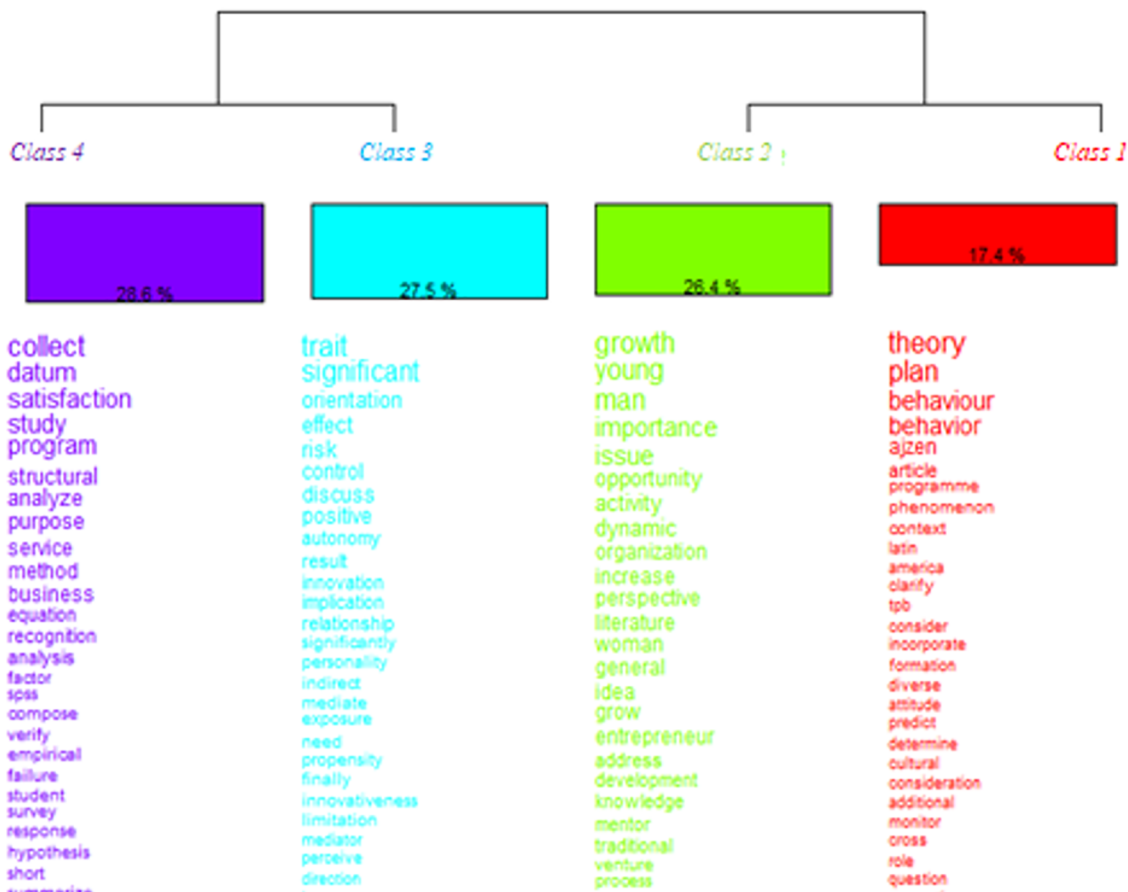 Class 4
Class 3
Class 2 !
Class 1
28.6 %
27.5 %
26.4 %
17.4 %
collect
datum
satisfaction
study
program
structural
analyze
purpose
service
method
business
equation
recognition
analysis
factor
spss
compose
verify
empirical
faillure
student
survey
response
hypothesis
short
summarize
trait
significant
orientation
effect
risk
control
discuss
positive
autonomy
result
innovation
implication
relationship
significantly
personality
indirect
mediate
exposure
need
propensity
finally
innovativeness
limitation
mediator
perceive
direction
growth
young
man
importance
issue
opportunity
activity
dynamic
organization
increase
perspective
literature
woman
general
idea
grow
entrepreneur
address
development
knowledge
mentor
traditional
venture
process
theory
plan
behaviour
behavior
ajzen
article
programme
phenomenon
context
latin
america
clarify
tpb
consider
incorporate
formation
diverse
attitude
predict
determine
cultural
consideration
additional
monitor
cross
role
question